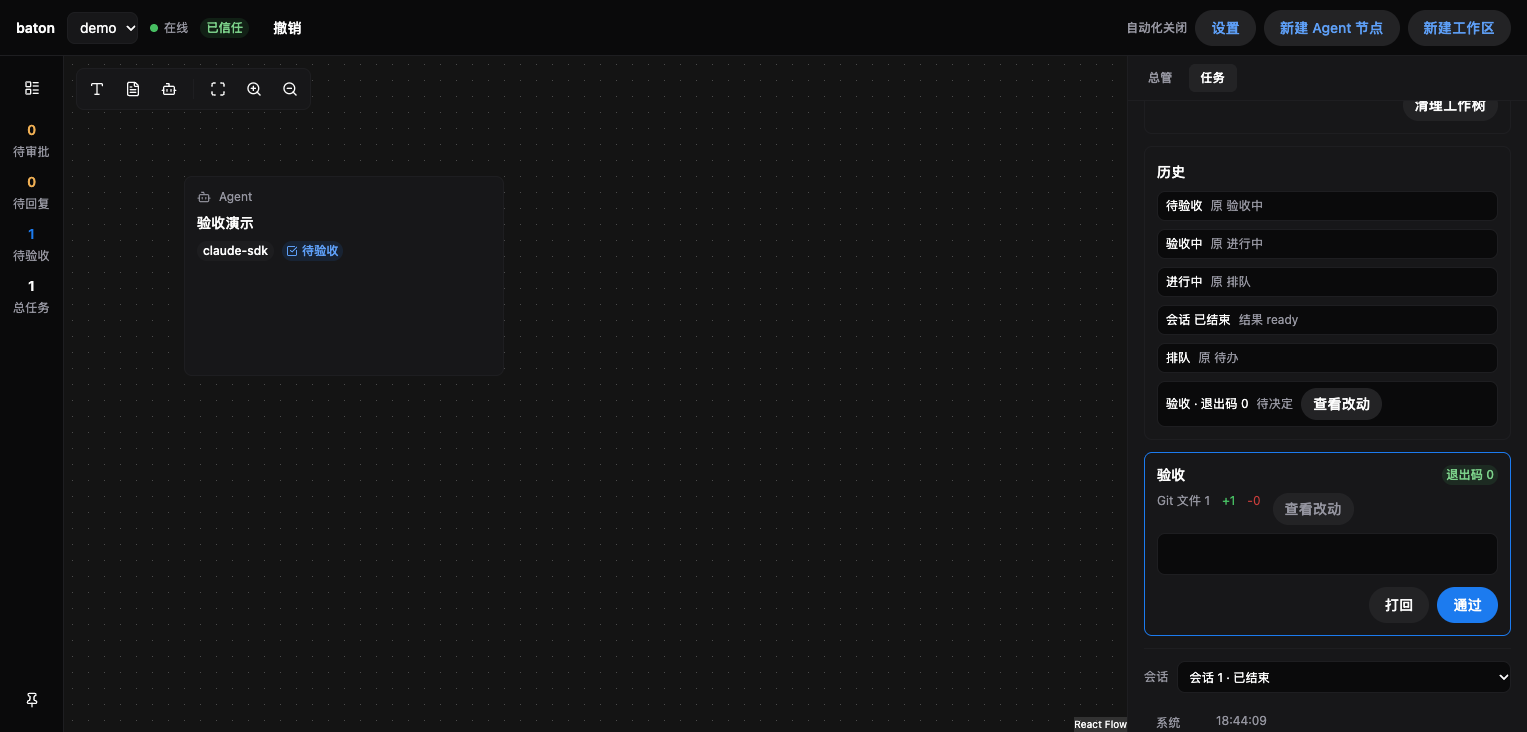 baton demo 在线 已信任 撤销 自动化关闭 设置 新建 Agent 节点 新建工作区
总管 任务
清理工作树
0
待审批
0
待回复
1
待验收
1
总任务
Agent
验收演示
claude-sdk 待验收
历史
待验收 原 验收中
验收中 原 进行中
进行中 原 排队
会话 已结束 结果 ready
排队 原 待办
验收 · 退出码 0 待决定 查看改动
验收 退出码 0
Git 文件 1 +1 -0 查看改动
打回 通过
会话 会话 1 · 已结束
系统 18:44:09
React Flow